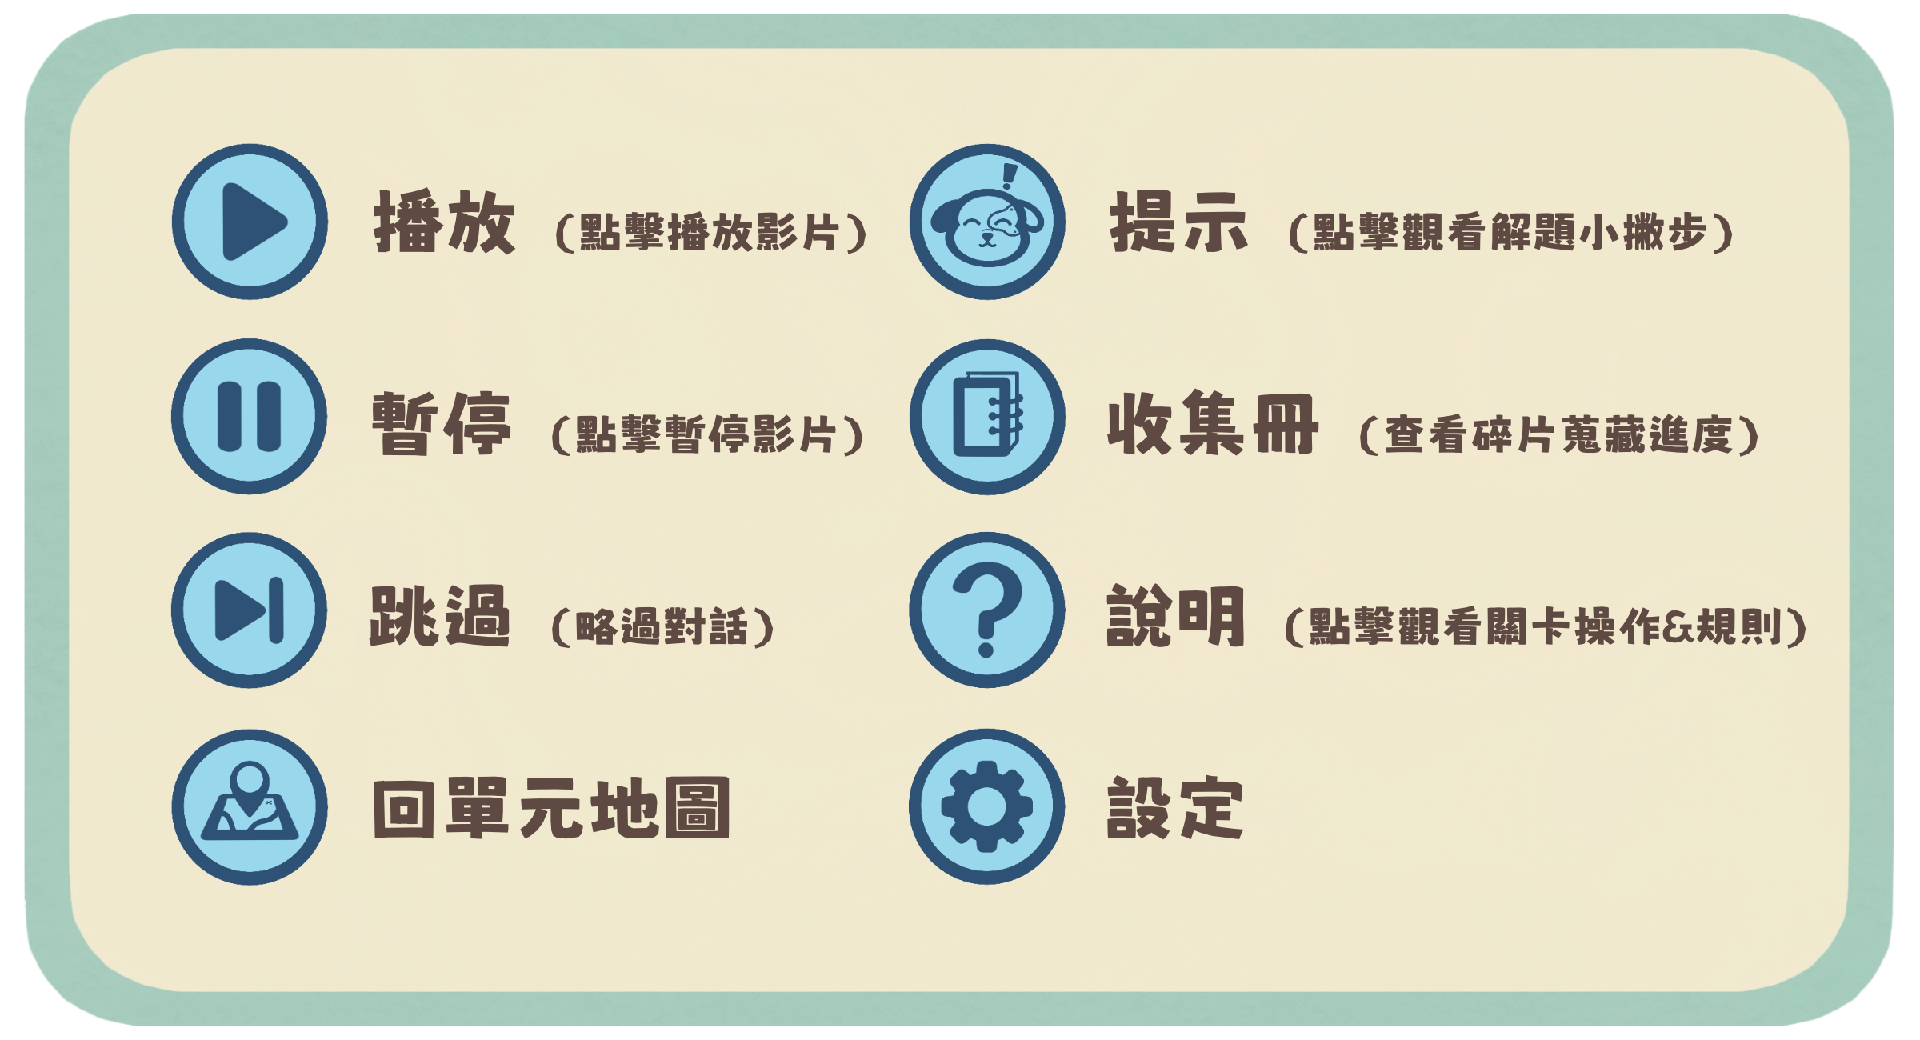 播放 (點擊播放影片)
暫停 (點擊暫停影片)
跳過 (略過對話)
回單元地圖
提示 (點擊觀看解題小撇步)
收集冊 (查看碎片蒐藏進度)
說明 (點擊觀看關卡操作&規則)
設定